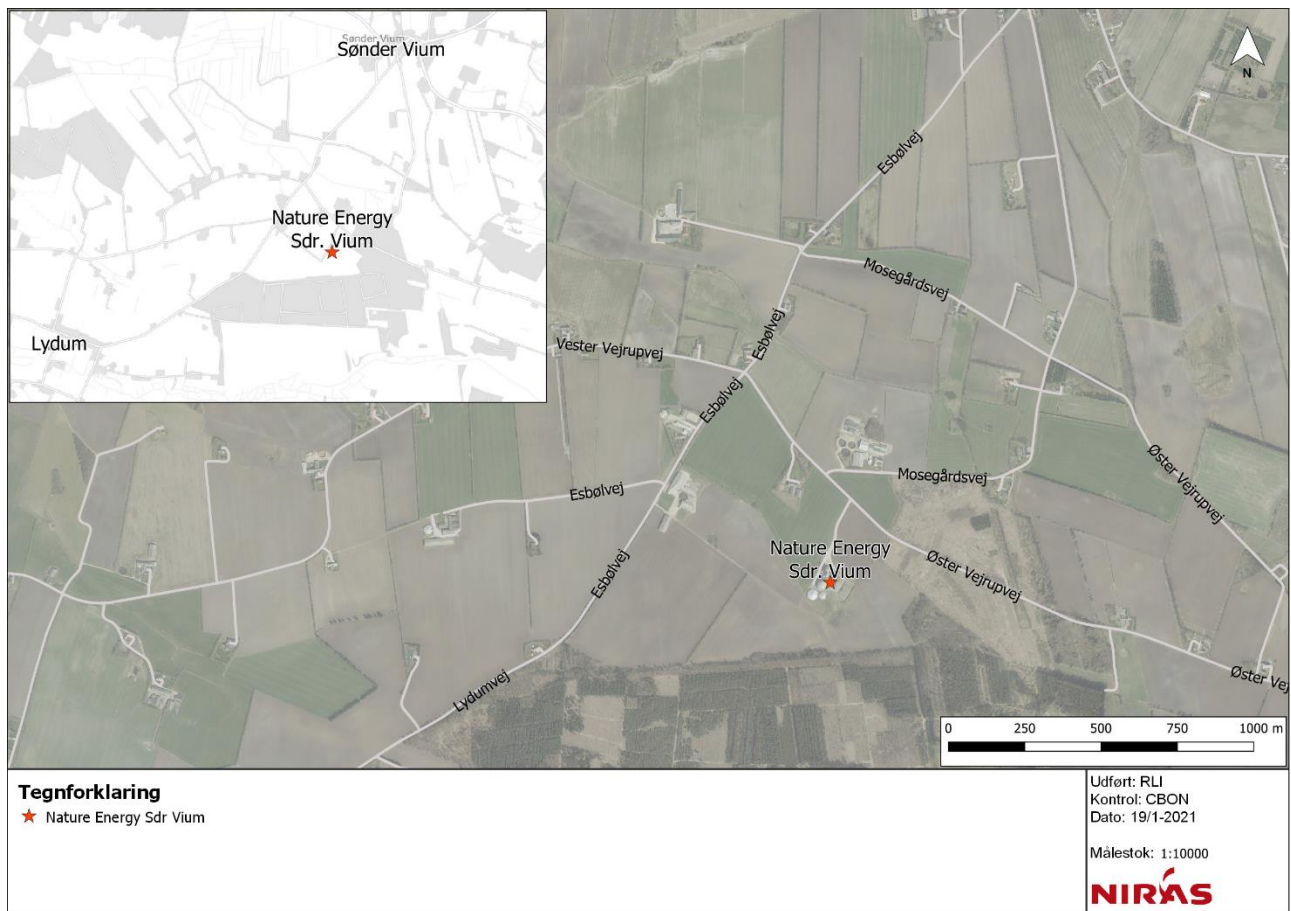 Sønder Vium
Sønder Vium
Nature Energy
Sdr. Vium
Lydum
N
Esbølvej
Mosegårdsvej
Esbølvej
Vester Vejrupvej
Esbølvej
Øster Vejrupvej
Mosegårdsvej
Esbølvej
Nature Energy
Sdr. Vium
Esbølvej
Øster Vejrupvej
Lydumvej
Øster Vej
0 250 500 750 1000 m
Tegnforklaring
Nature Energy Sdr Vium
Udført: RLI
Kontrol: CBON
Dato: 19/1-2021
Målestok: 1:10000
NIRAS